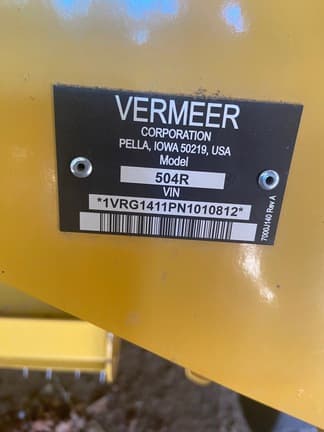 VERMEER
CORPORATION
PELLA, IOWA 50219, USA
Model
504R
VIN
*1VRG1411PN1010812*
7000J140 Rev A